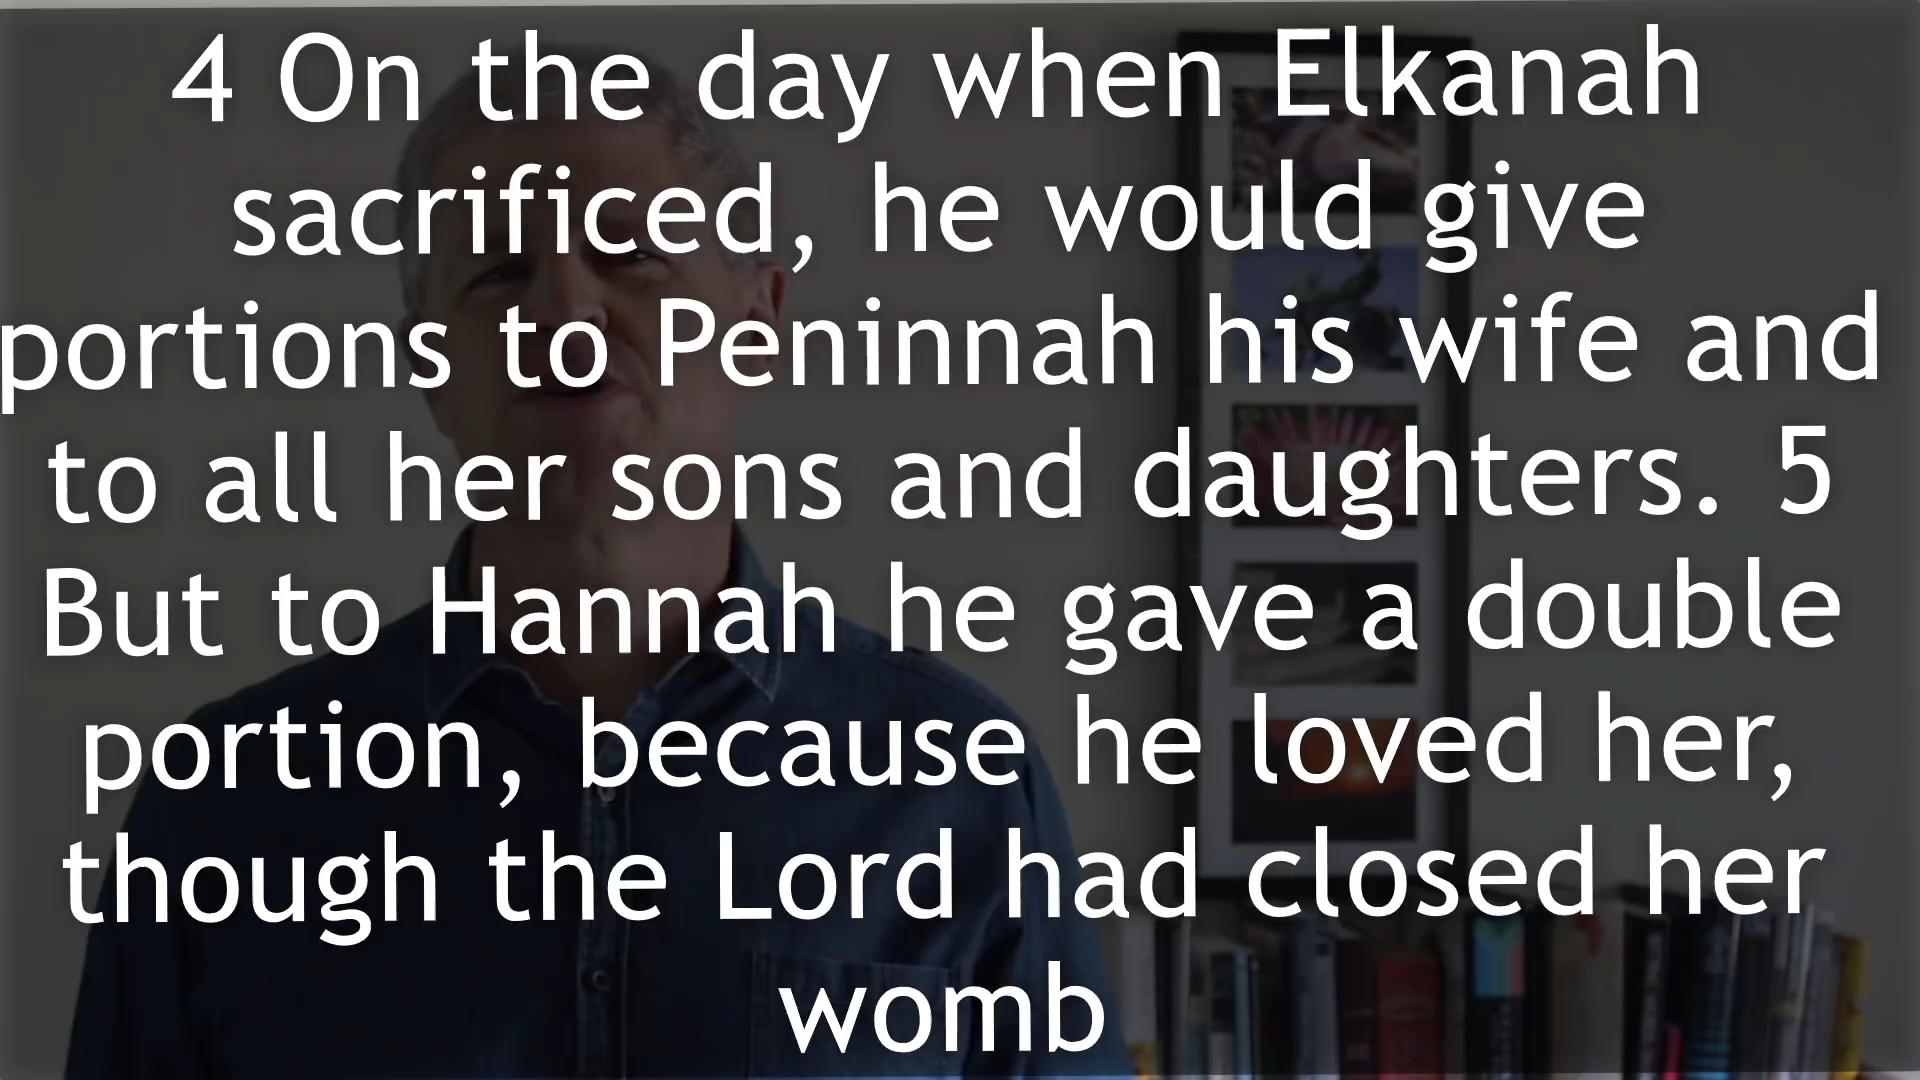 4 On the day when Elkanah
sacrificed, he would give
portions to Peninnah his wife and
to all her sons and daughters. 5
But to Hannah he gave a double
portion, because he loved her,
though the Lord had closed her
womb